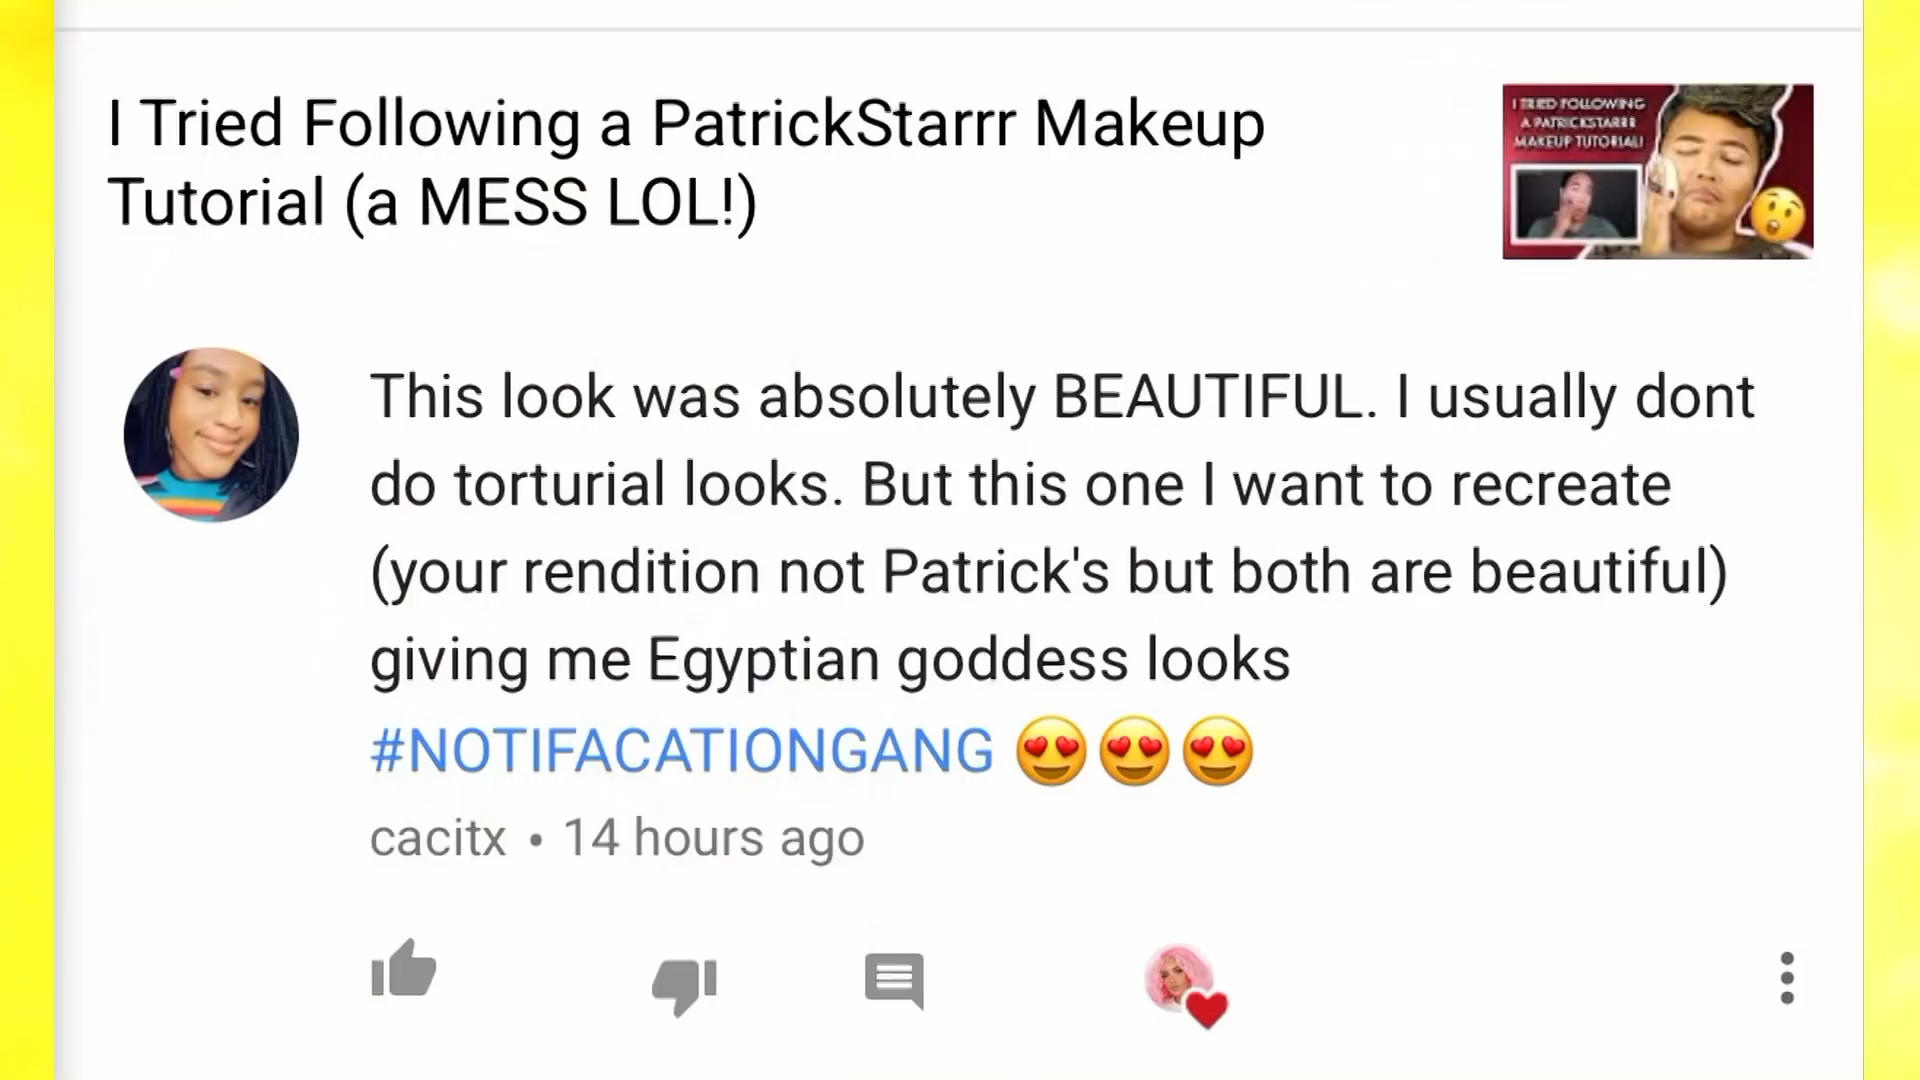 I Tried Following a PatrickStarrr Makeup
Tutorial (a MESS LOL!)
I TRIED FOLLOWING
A PATRICKSTARRR
MAKEUP TUTORIAL!
This look was absolutely BEAUTIFUL. I usually dont
do torturial looks. But this one I want to recreate
(your rendition not Patrick's but both are beautiful)
giving me Egyptian goddess looks
#NOTIFACATIONGANG 😍😍😍
cacitx • 14 hours ago